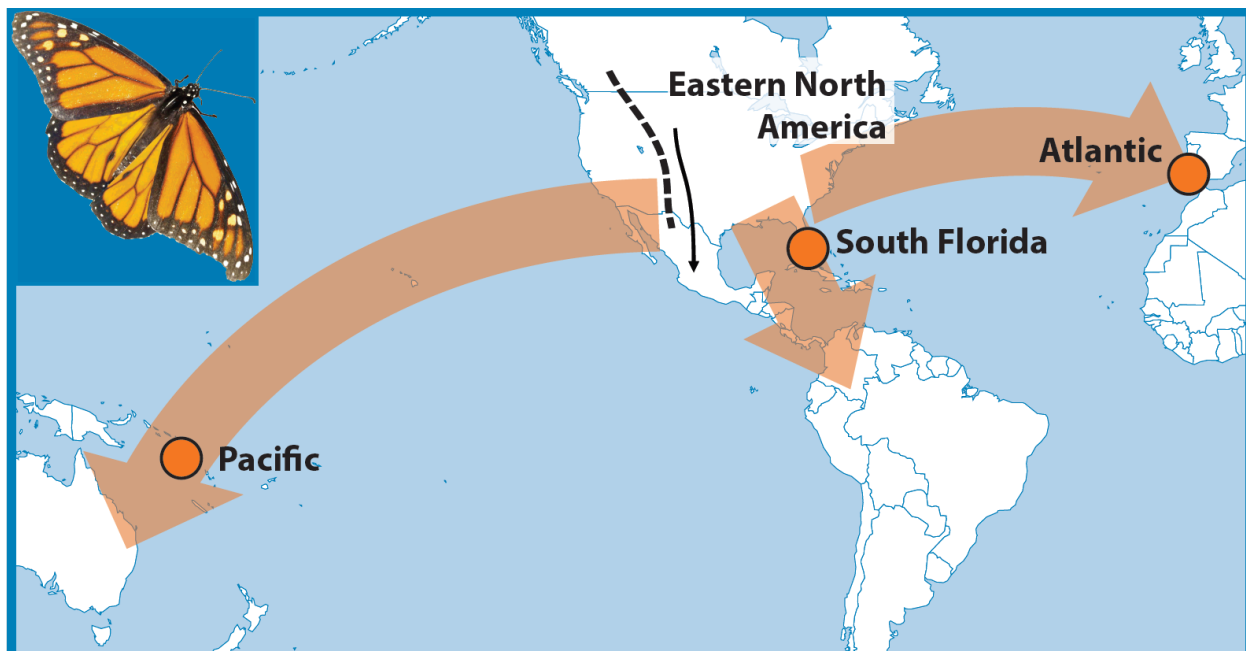 Eastern North
America
Atlantic
South Florida
Pacific